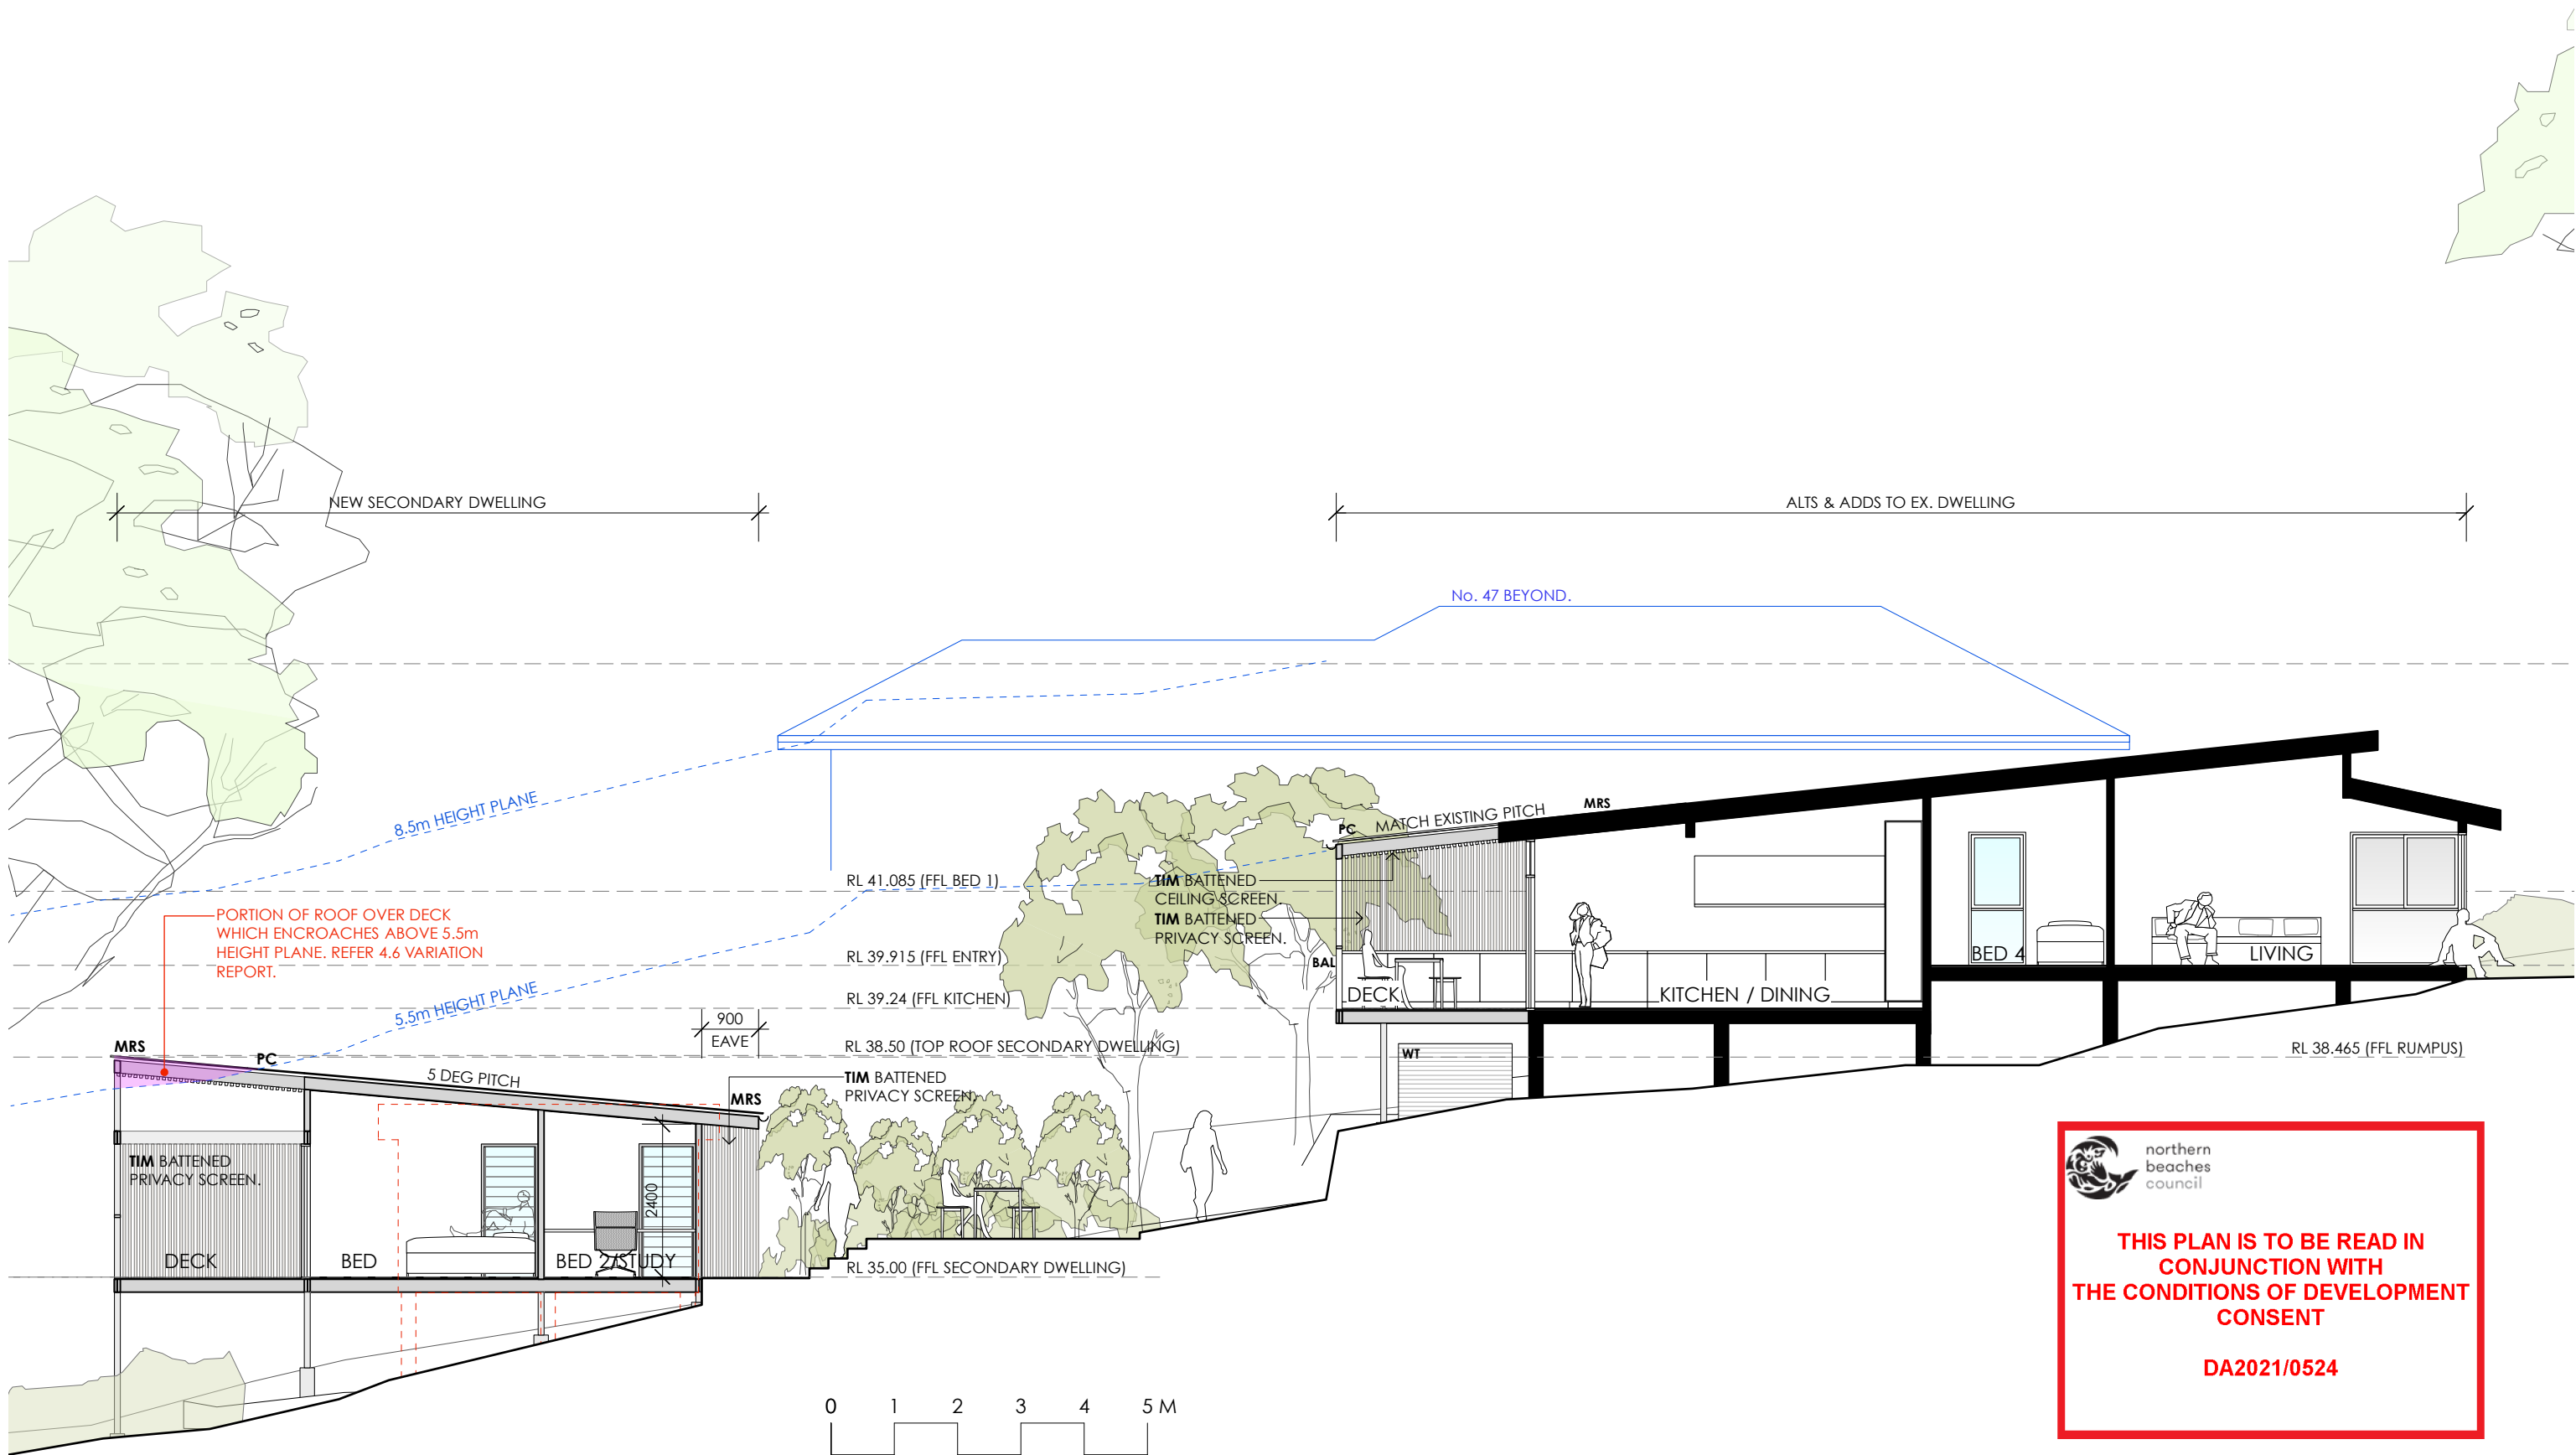 NEW SECONDARY DWELLING
ALTS & ADDS TO EX. DWELLING
No. 47 BEYOND.
8.5m HEIGHT PLANE
MATCH EXISTING PITCH
MRS
PC
RL 41.085 (FFL BED 1)
TIM BATTENED
CEILING SCREEN.
TIM BATTENED
PRIVACY SCREEN.
PORTION OF ROOF OVER DECK
WHICH ENCROACHES ABOVE 5.5m
HEIGHT PLANE. REFER 4.6 VARIATION
REPORT.
RL 39.915 (FFL ENTRY)
BAL
BED 4
LIVING
5.5m HEIGHT PLANE
RL 39.24 (FFL KITCHEN)
DECK
KITCHEN / DINING
900
EAVE
MRS
PC
RL 38.50 (TOP ROOF SECONDARY DWELLING)
WT
RL 38.465 (FFL RUMPUS)
5 DEG PITCH
MRS
TIM BATTENED
PRIVACY SCREEN.
TIM BATTENED
PRIVACY SCREEN.
2400
DECK
BED
BED 2/STUDY
RL 35.00 (FFL SECONDARY DWELLING)
0 1 2 3 4 5 M
northern
beaches
council
THIS PLAN IS TO BE READ IN
CONJUNCTION WITH
THE CONDITIONS OF DEVELOPMENT
CONSENT
DA2021/0524